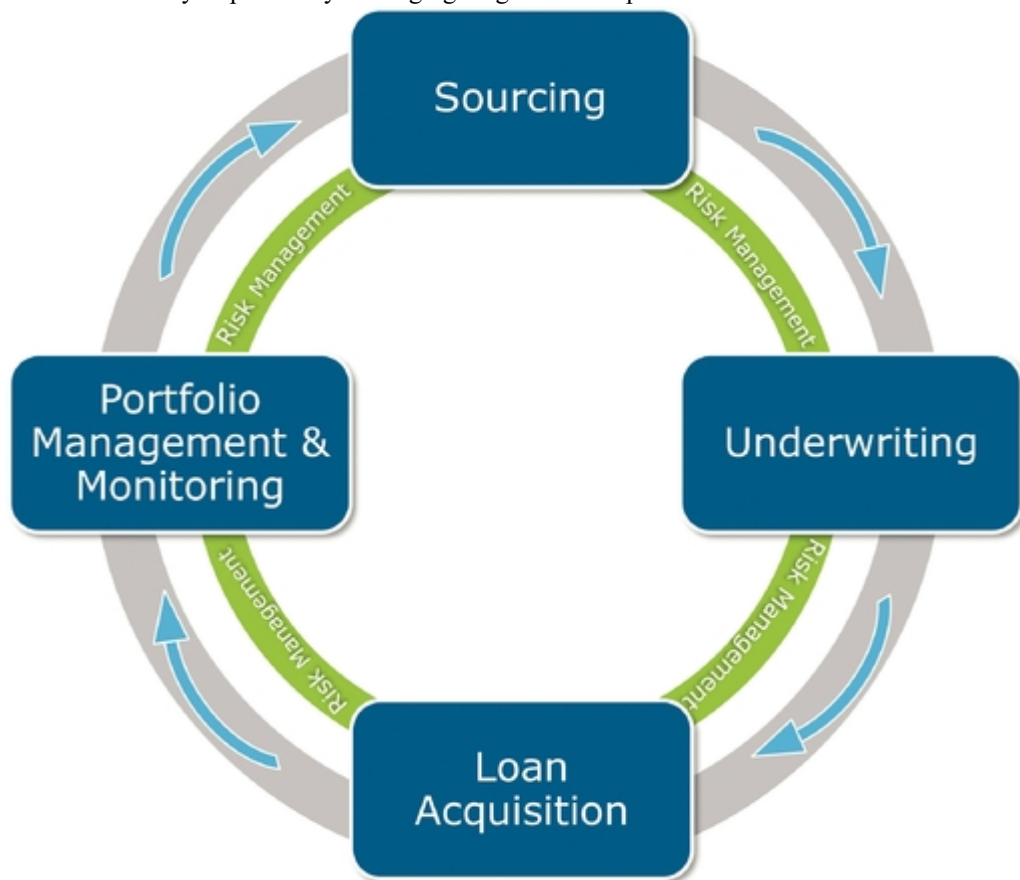 Sourcing
Risk Management
Risk Management
Portfolio
Management &
Monitoring
Underwriting
Risk Management
Risk Management
Loan
Acquisition